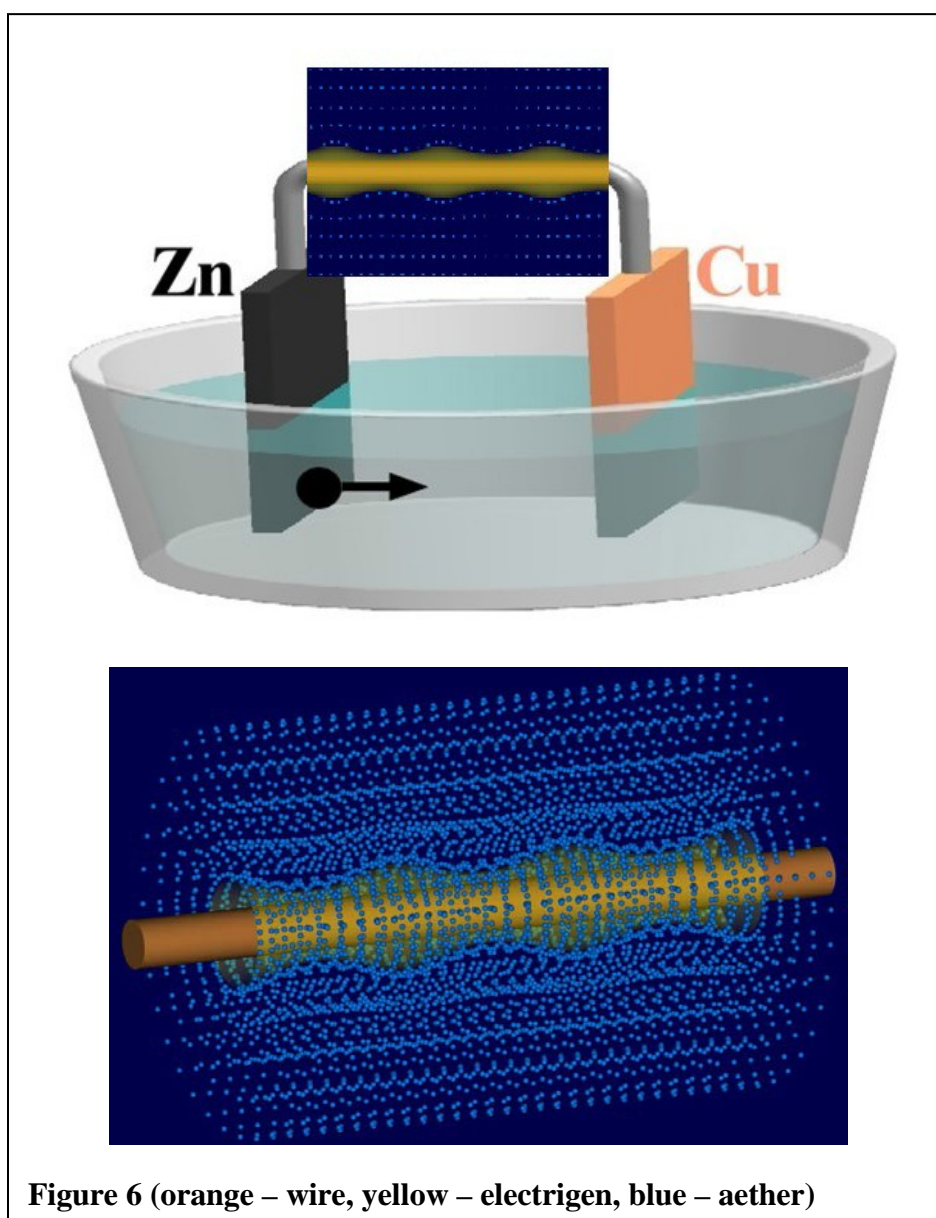 Zn Cu
Figure 6 (orange – wire, yellow – electrigen, blue – aether)